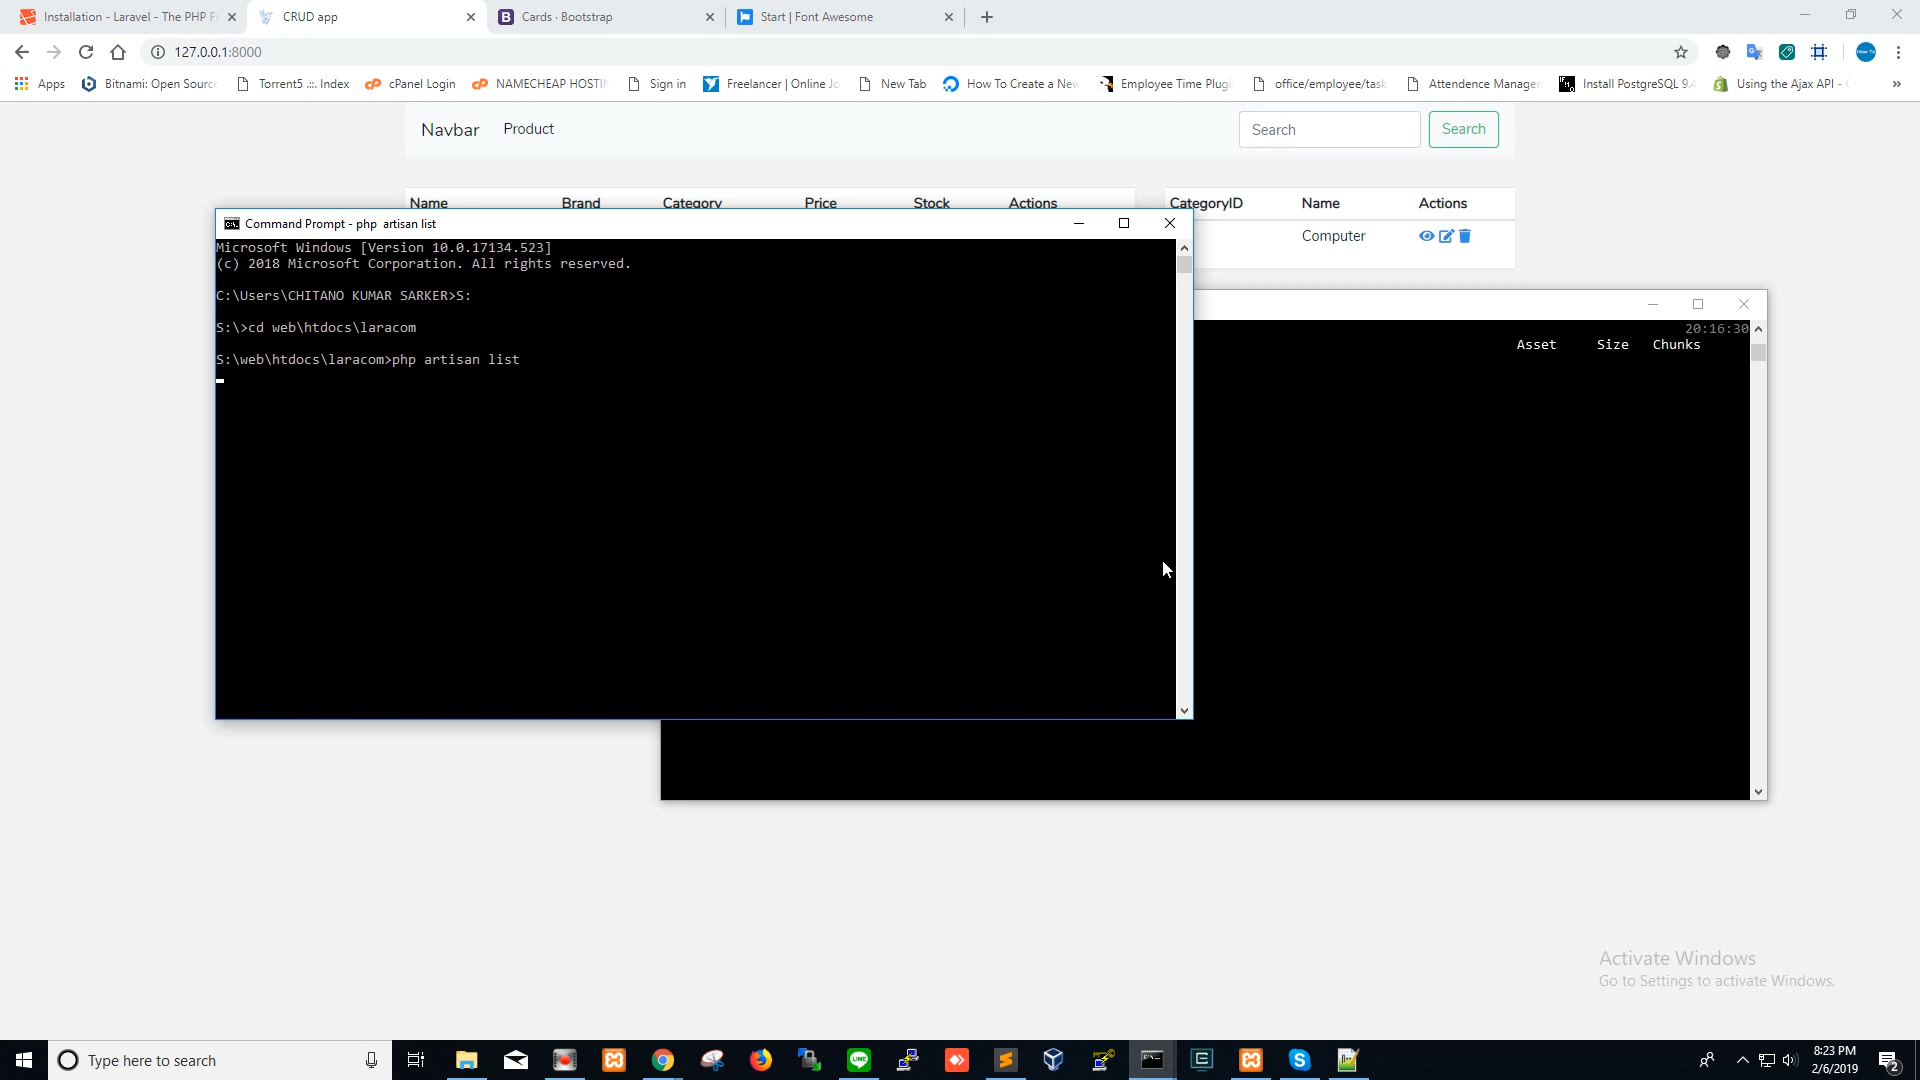 Installation - Laravel - The PHP F
CRUD app
Cards · Bootstrap
Start | Font Awesome
127.0.0.1:8000
Apps
Bitnami: Open Source
Torrent5 .::. Index
cPanel Login
NAMECHEAP HOSTI
Sign in
Freelancer | Online Jo
New Tab
How To Create a New
Employee Time Plugi
office/employee/task
Attendence Manager
Install PostgreSQL 9.4
Using the Ajax API -
»
Navbar Product
Search
Search
Name Brand Category Price Stock Actions
CategoryID Name Actions
Computer
Command Prompt - php artisan list
Microsoft Windows [Version 10.0.17134.523]
(c) 2018 Microsoft Corporation. All rights reserved.
C:\Users\CHITANO KUMAR SARKER>S:
S:\>cd web\htdocs\laracom
S:\web\htdocs\laracom>php artisan list
20:16:30
Asset Size Chunks
Activate Windows
Go to Settings to activate Windows.
Type here to search
8:23 PM
2/6/2019
2